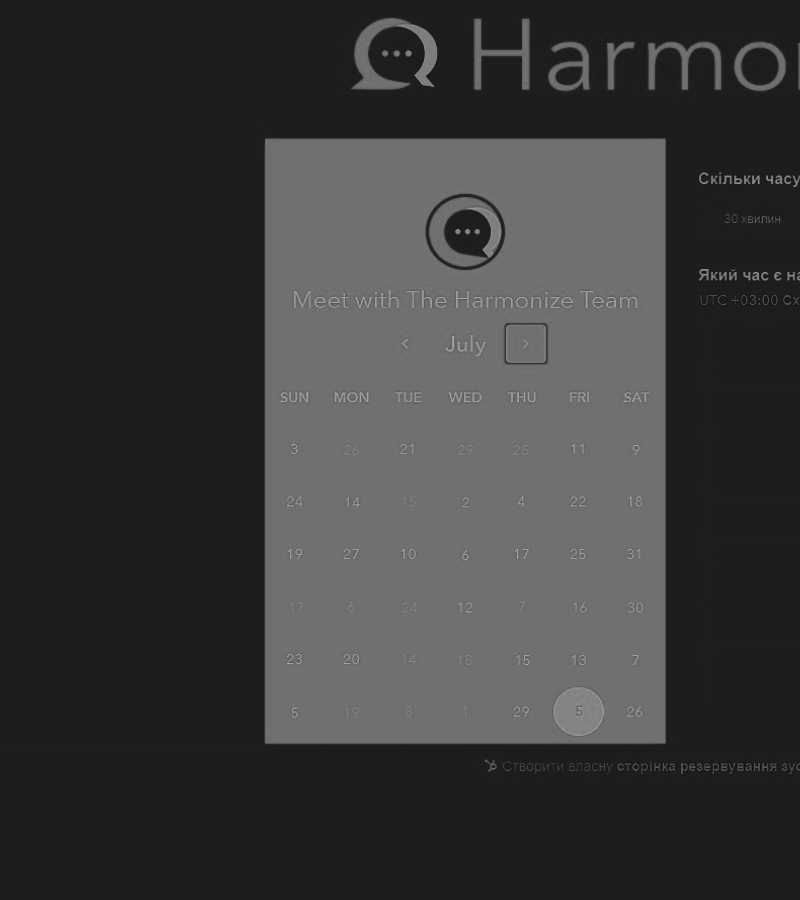 Harmon
Meet with The Harmonize Team
July
SUN MON TUE WED THU FRI SAT
3 26 21 29 25 11 9
24 14 15 2 4 22 18
19 27 10 6 17 25 31
17 6 24 12 7 16 30
23 20 14 18 15 13 7
5 19 8 1 29 5 26
Скільки часу
30 хвилин
Який час є на
UTC +03:00 Сх
Створити власну сторінка резервування зус